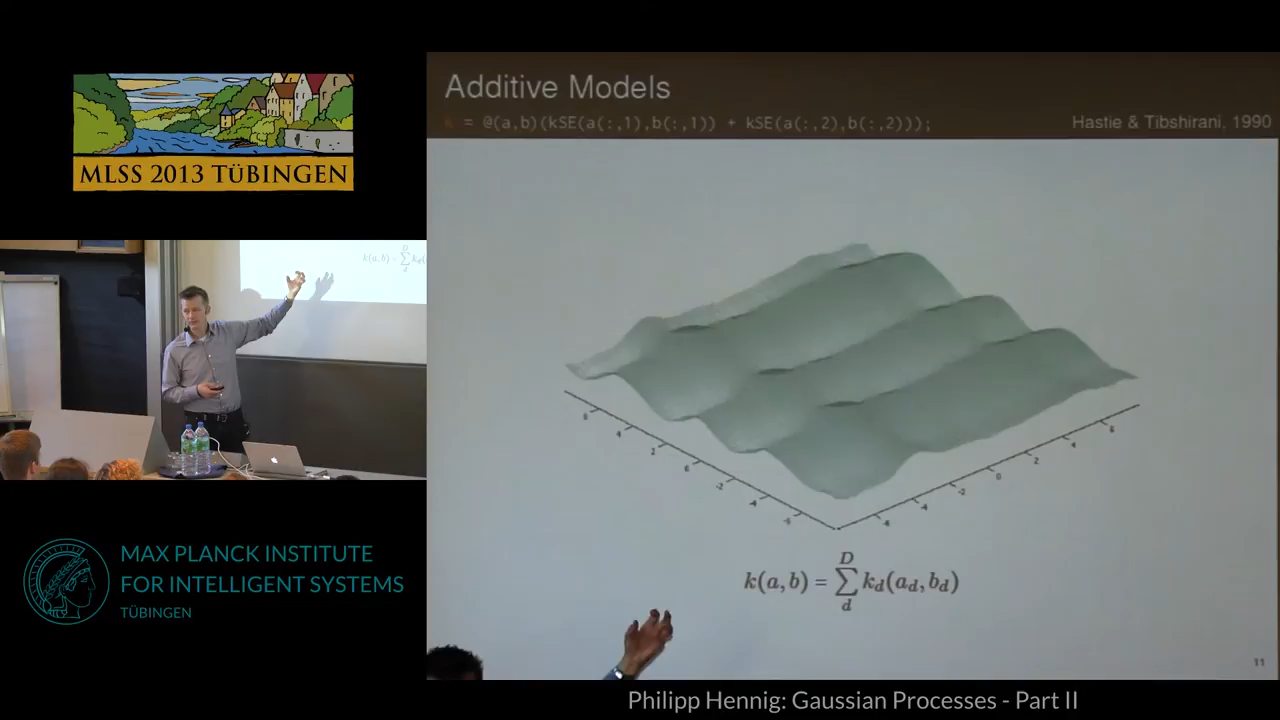 MLSS 2013 TÜBINGEN
Additive Models
= @(a,b)(kSE(a(:,1),b(:,1)) + kSE(a(:,2),b(:,2)));
Hastie & Tibshirani, 1990
k(a,b) = ∑
D
d
k_d(a_d, b_d)
MAX PLANCK INSTITUTE
FOR INTELLIGENT SYSTEMS
TÜBINGEN
11
Philipp Hennig: Gaussian Processes - Part II